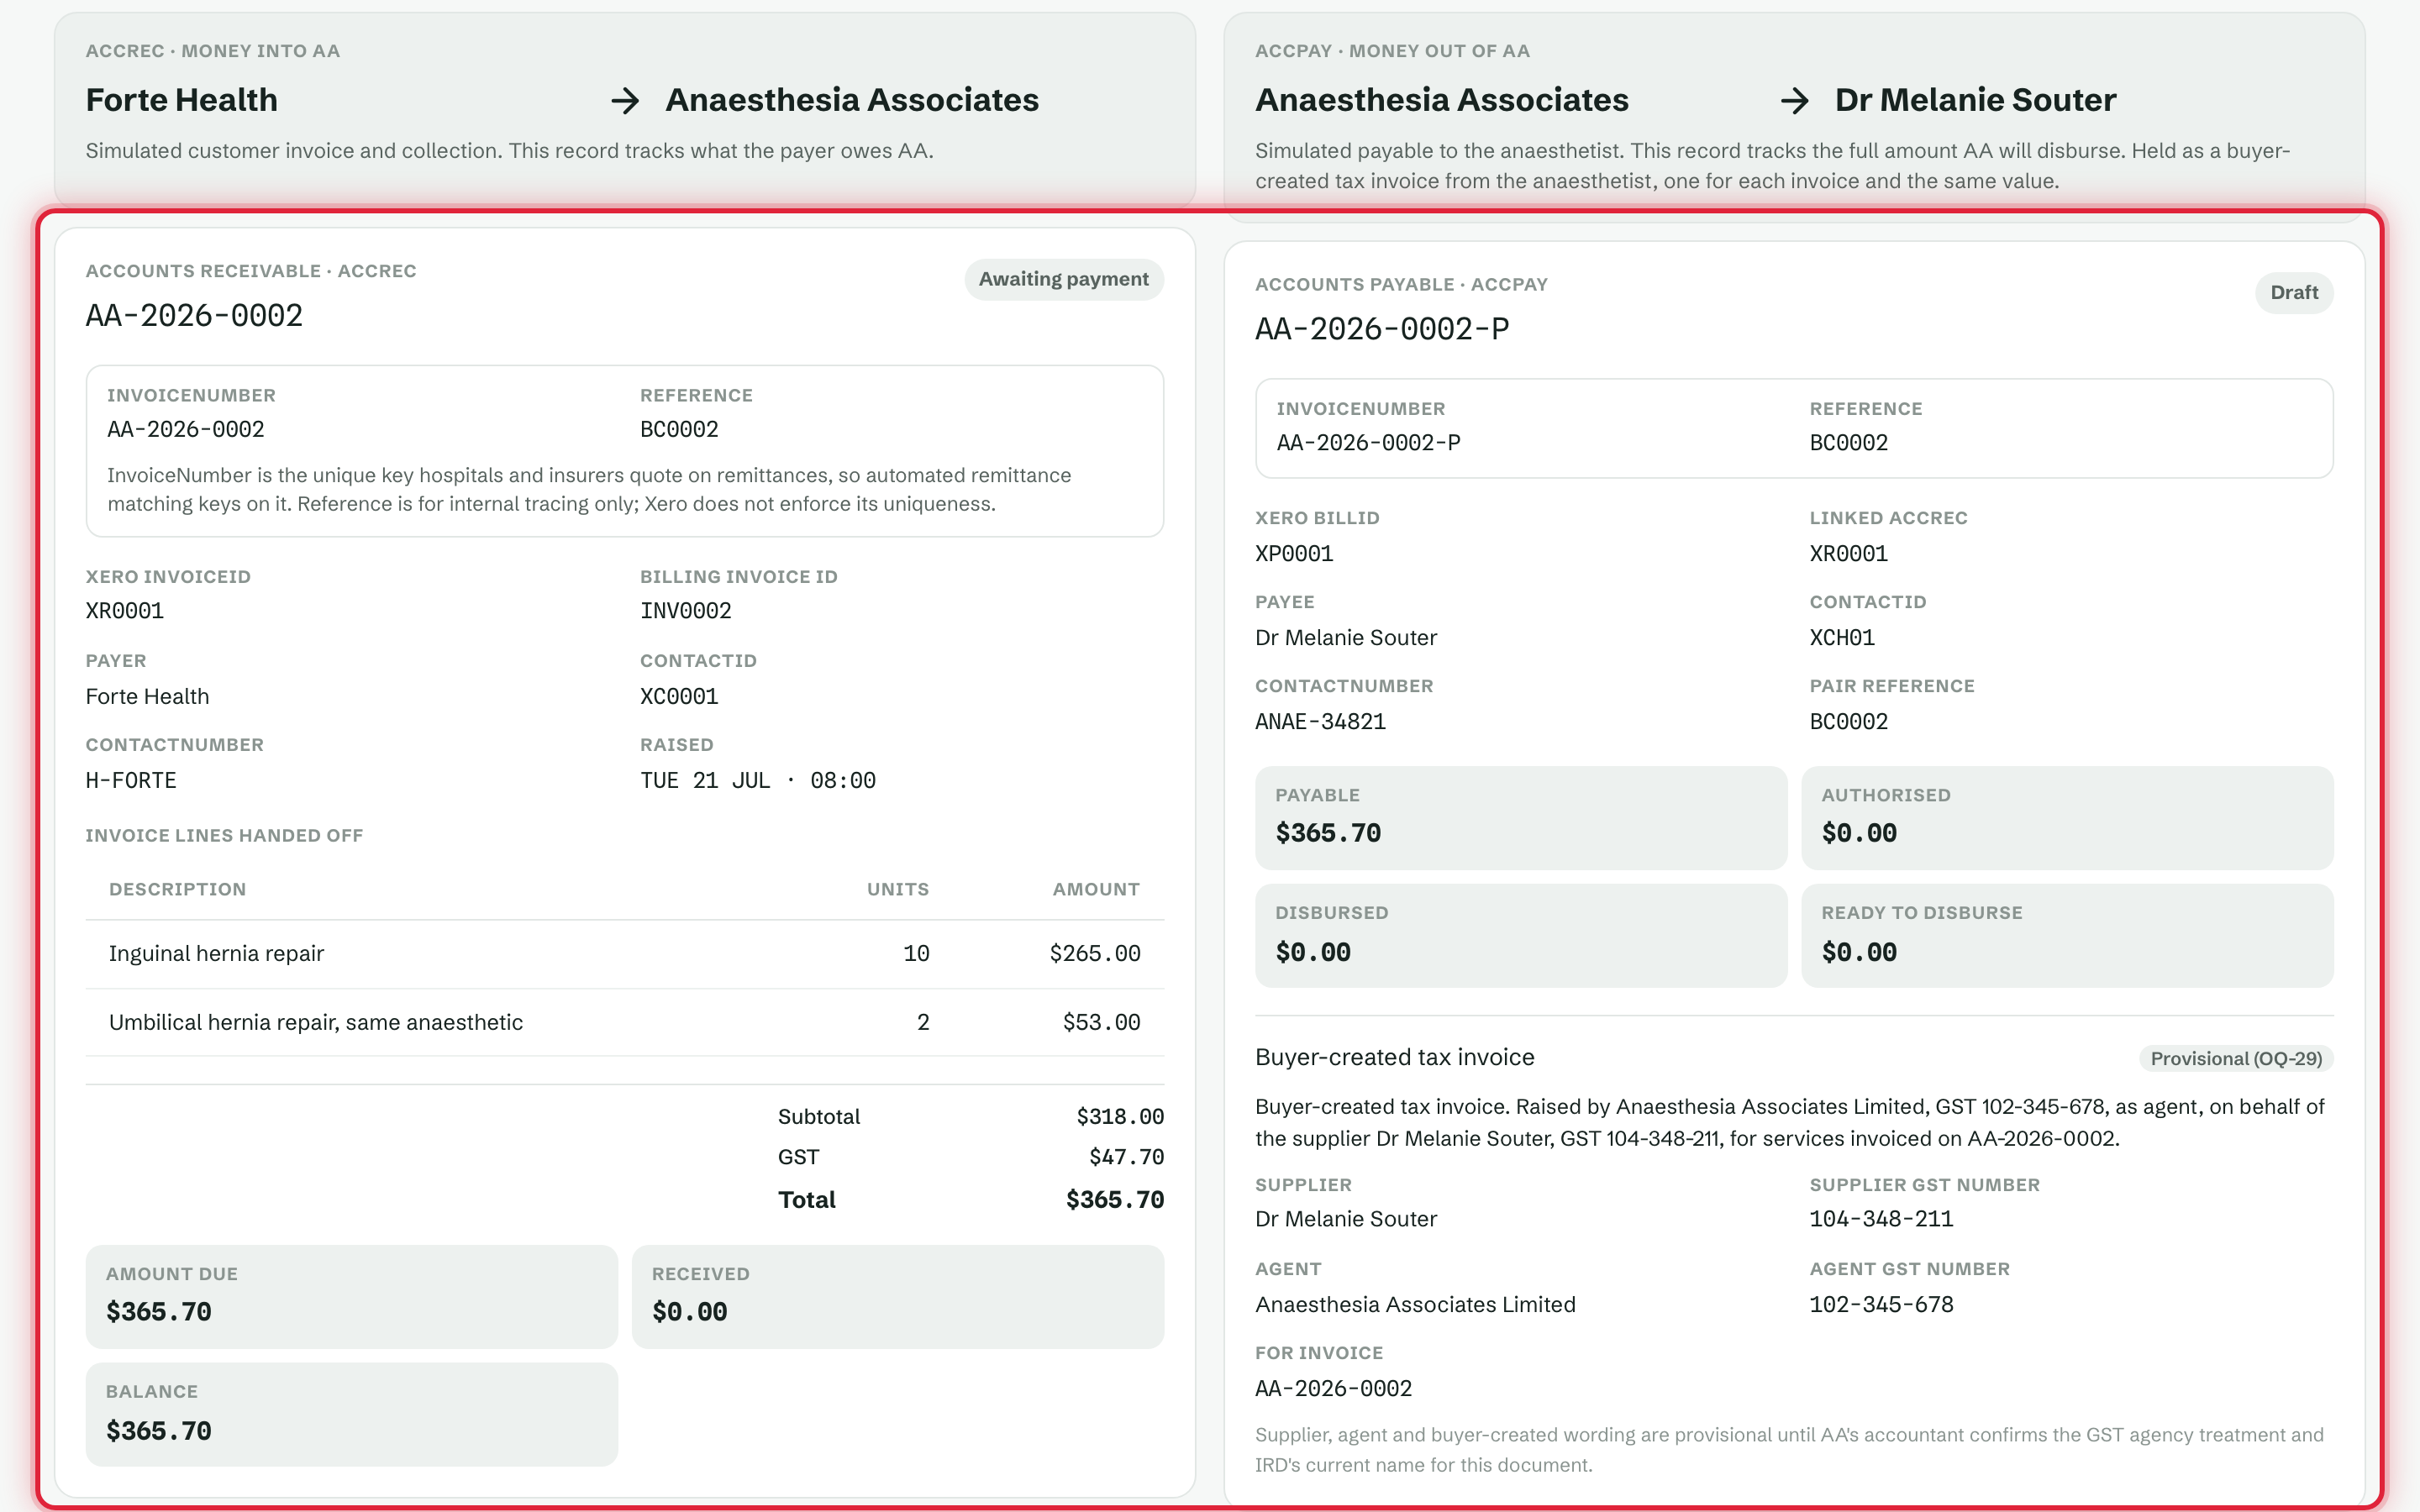 ACCREC · MONEY INTO AA
Forte Health → Anaesthesia Associates
Simulated customer invoice and collection. This record tracks what the payer owes AA.
ACCOUNTS RECEIVABLE · ACCREC
Awaiting payment
AA-2026-0002
INVOICENUMBER REFERENCE
AA-2026-0002 BC0002
InvoiceNumber is the unique key hospitals and insurers quote on remittances, so automated remittance
matching keys on it. Reference is for internal tracing only; Xero does not enforce its uniqueness.
XERO INVOICEID BILLING INVOICE ID
XR0001 INV0002
PAYER CONTACTID
Forte Health XC0001
CONTACTNUMBER RAISED
H-FORTE TUE 21 JUL · 08:00
INVOICE LINES HANDED OFF
DESCRIPTION UNITS AMOUNT
Inguinal hernia repair 10 $265.00
Umbilical hernia repair, same anaesthetic 2 $53.00
Subtotal $318.00
GST $47.70
Total $365.70
AMOUNT DUE RECEIVED
$365.70 $0.00
BALANCE
$365.70
ACCPAY · MONEY OUT OF AA
Anaesthesia Associates → Dr Melanie Souter
Simulated payable to the anaesthetist. This record tracks the full amount AA will disburse. Held as a buyer-
created tax invoice from the anaesthetist, one for each invoice and the same value.
ACCOUNTS PAYABLE · ACCPAY
Draft
AA-2026-0002-P
INVOICENUMBER REFERENCE
AA-2026-0002-P BC0002
XERO BILLID LINKED ACCREC
XP0001 XR0001
PAYEE CONTACTID
Dr Melanie Souter XCH01
CONTACTNUMBER PAIR REFERENCE
ANAE-34821 BC0002
PAYABLE AUTHORISED
$365.70 $0.00
DISBURSED READY TO DISBURSE
$0.00 $0.00
Buyer-created tax invoice Provisional (OQ-29)
Buyer-created tax invoice. Raised by Anaesthesia Associates Limited, GST 102-345-678, as agent, on behalf of
the supplier Dr Melanie Souter, GST 104-348-211, for services invoiced on AA-2026-0002.
SUPPLIER SUPPLIER GST NUMBER
Dr Melanie Souter 104-348-211
AGENT AGENT GST NUMBER
Anaesthesia Associates Limited 102-345-678
FOR INVOICE
AA-2026-0002
Supplier, agent and buyer-created wording are provisional until AA's accountant confirms the GST agency treatment and
IRD's current name for this document.